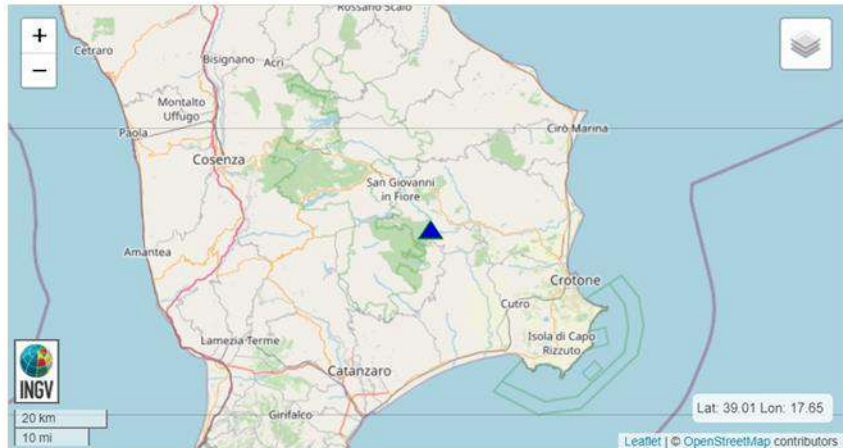 Rossano Scalo
+
−
Cetraro
Bisignano
Acri
Montalto
Uffugo
Cirò Marina
Paola
Cosenza
San Giovanni
in Fiore
Amantea
Crotone
Cutro
Isola di Capo
Rizzuto
Lamezia Terme
Catanzaro
INGV
Lat: 39.01 Lon: 17.65
20 km
Girifalco
10 mi
Leaflet | © OpenStreetMap contributors